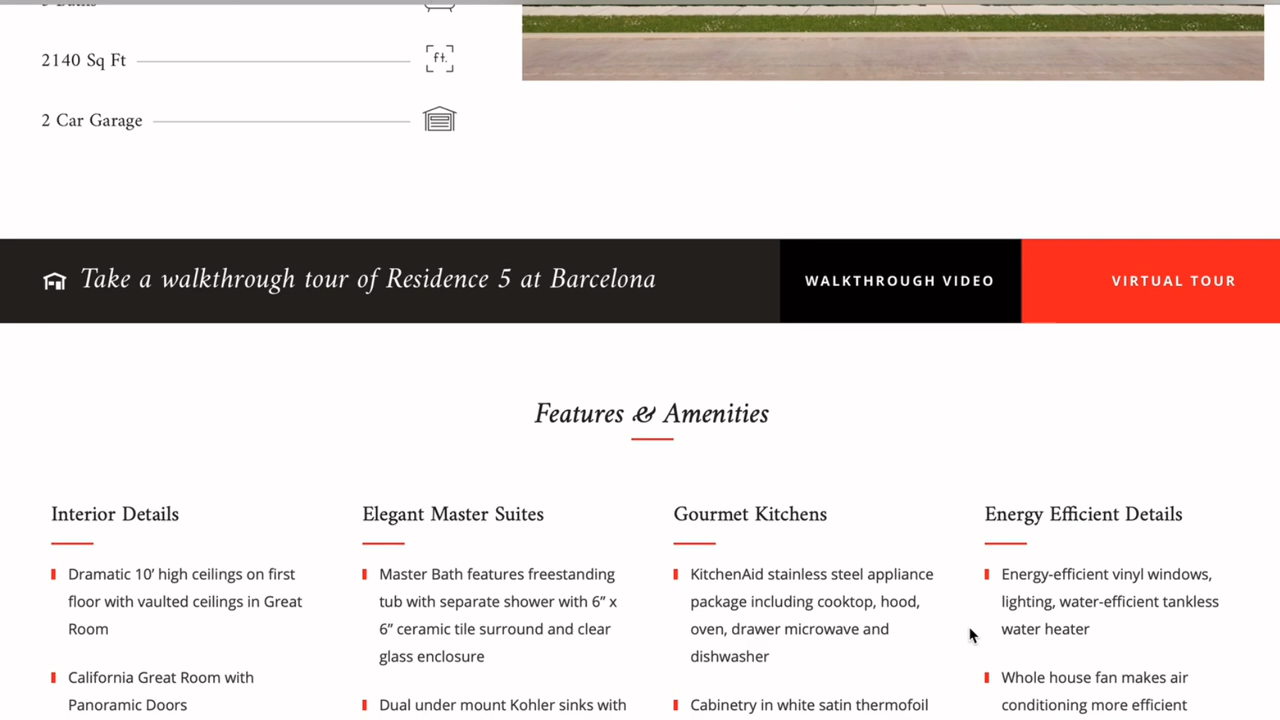 2140 Sq Ft
ft.
2 Car Garage
Take a walkthrough tour of Residence 5 at Barcelona
WALKTHROUGH VIDEO
VIRTUAL TOUR
Features & Amenities
Interior Details
Dramatic 10’ high ceilings on first
floor with vaulted ceilings in Great
Room
California Great Room with
Panoramic Doors
Elegant Master Suites
Master Bath features freestanding
tub with separate shower with 6” x
6” ceramic tile surround and clear
glass enclosure
Dual under mount Kohler sinks with
Gourmet Kitchens
KitchenAid stainless steel appliance
package including cooktop, hood,
oven, drawer microwave and
dishwasher
Cabinetry in white satin thermofoil
Energy Efficient Details
Energy-efficient vinyl windows,
lighting, water-efficient tankless
water heater
Whole house fan makes air
conditioning more efficient